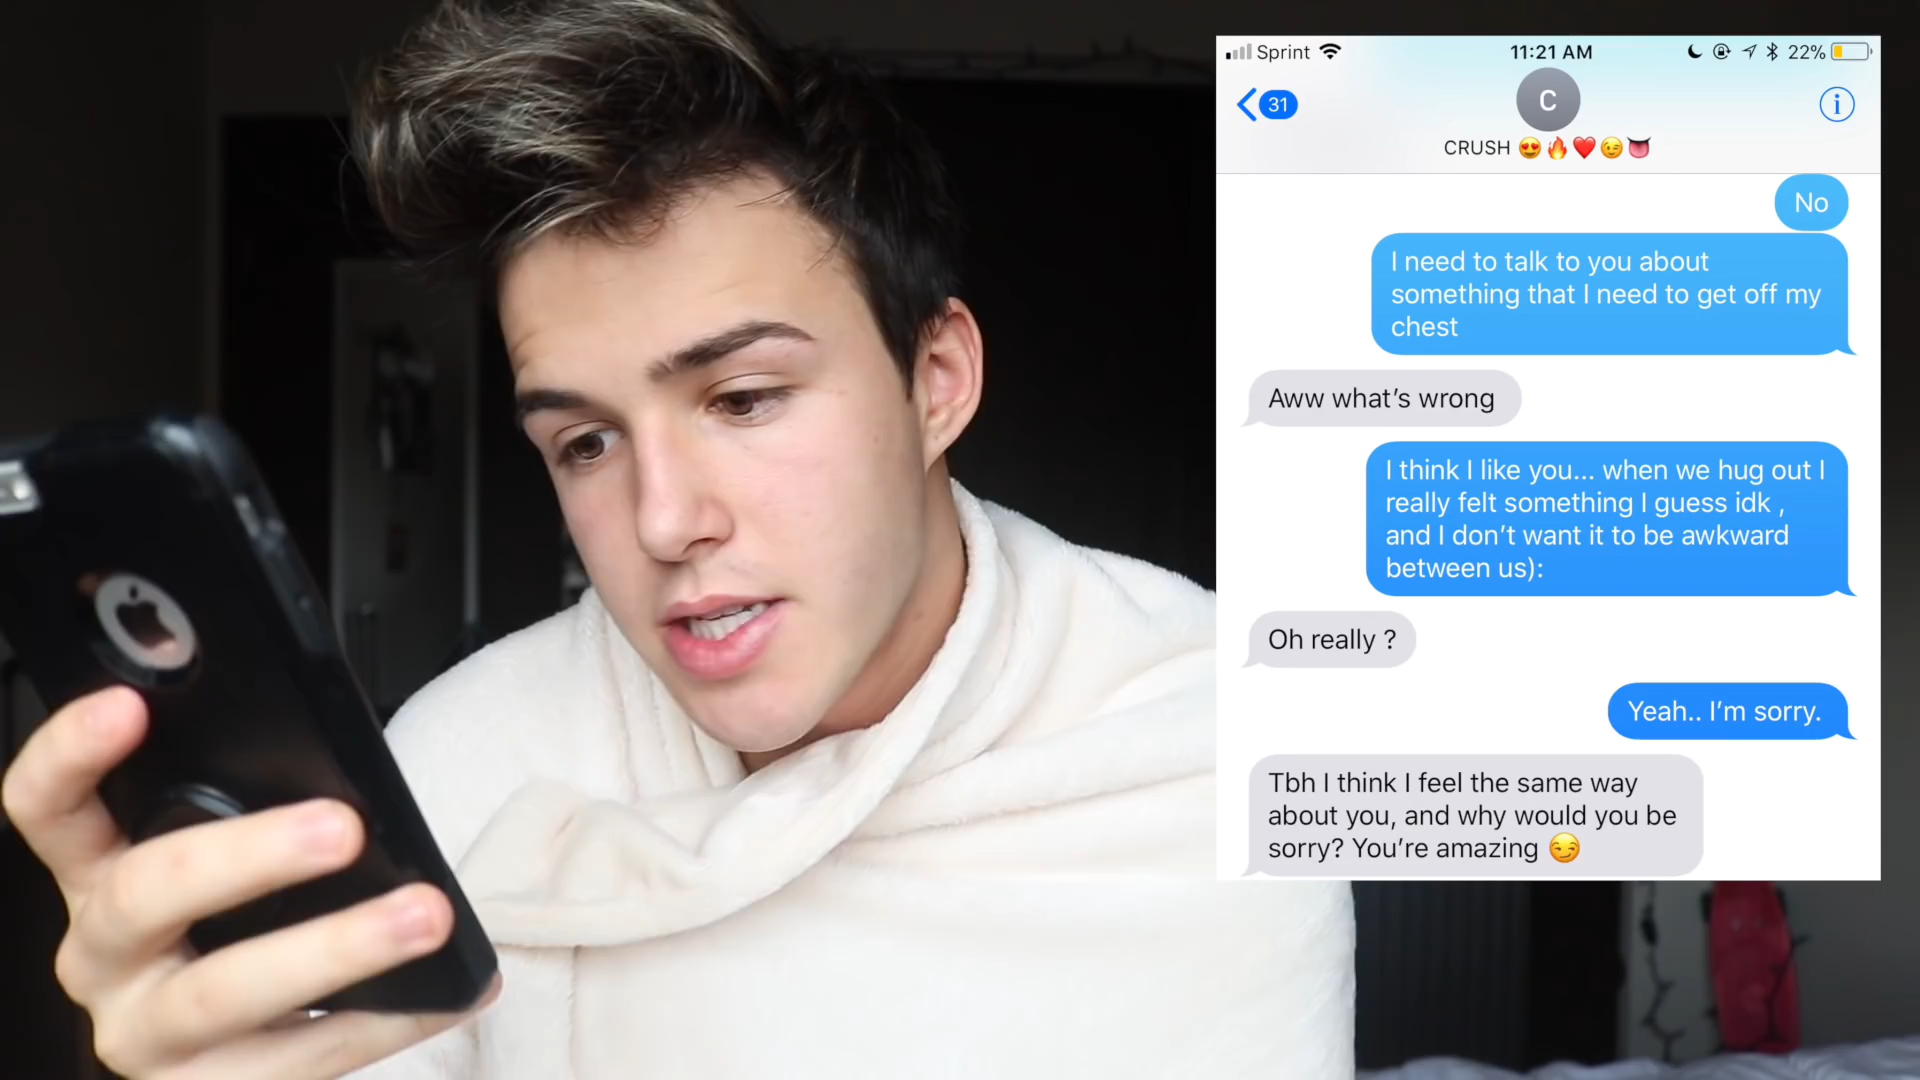 Sprint 11:21 AM 22%
31
C
CRUSH 😍🔥❤️😉👅
No
I need to talk to you about
something that I need to get off my
chest
Aww what's wrong
I think I like you... when we hug out I
really felt something I guess idk ,
and I don't want it to be awkward
between us):
Oh really ?
Yeah.. I'm sorry.
Tbh I think I feel the same way
about you, and why would you be
sorry? You're amazing 😏